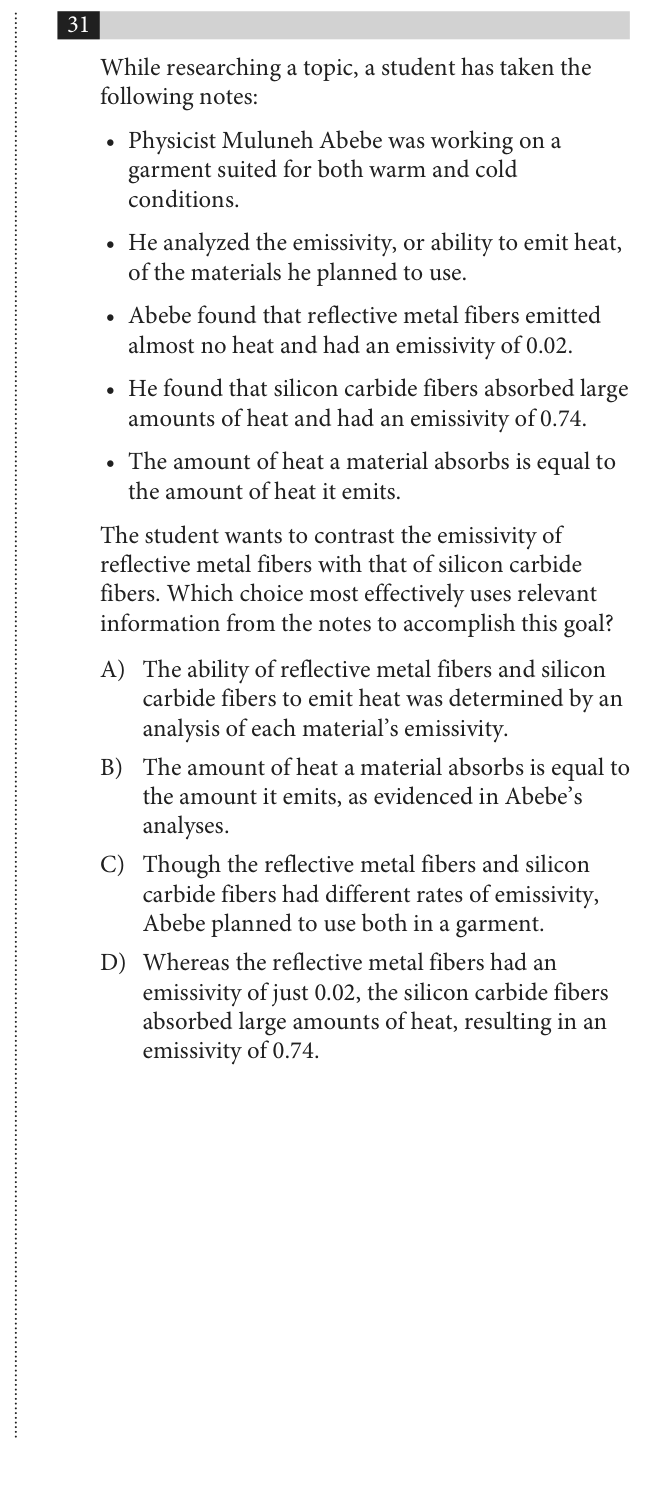 31
While researching a topic, a student has taken the
following notes:
• Physicist Muluneh Abebe was working on a
garment suited for both warm and cold
conditions.
• He analyzed the emissivity, or ability to emit heat,
of the materials he planned to use.
• Abebe found that reflective metal fibers emitted
almost no heat and had an emissivity of 0.02.
• He found that silicon carbide fibers absorbed large
amounts of heat and had an emissivity of 0.74.
• The amount of heat a material absorbs is equal to
the amount of heat it emits.
The student wants to contrast the emissivity of
reflective metal fibers with that of silicon carbide
fibers. Which choice most effectively uses relevant
information from the notes to accomplish this goal?
A) The ability of reflective metal fibers and silicon
carbide fibers to emit heat was determined by an
analysis of each material’s emissivity.
B) The amount of heat a material absorbs is equal to
the amount it emits, as evidenced in Abebe’s
analyses.
C) Though the reflective metal fibers and silicon
carbide fibers had different rates of emissivity,
Abebe planned to use both in a garment.
D) Whereas the reflective metal fibers had an
emissivity of just 0.02, the silicon carbide fibers
absorbed large amounts of heat, resulting in an
emissivity of 0.74.